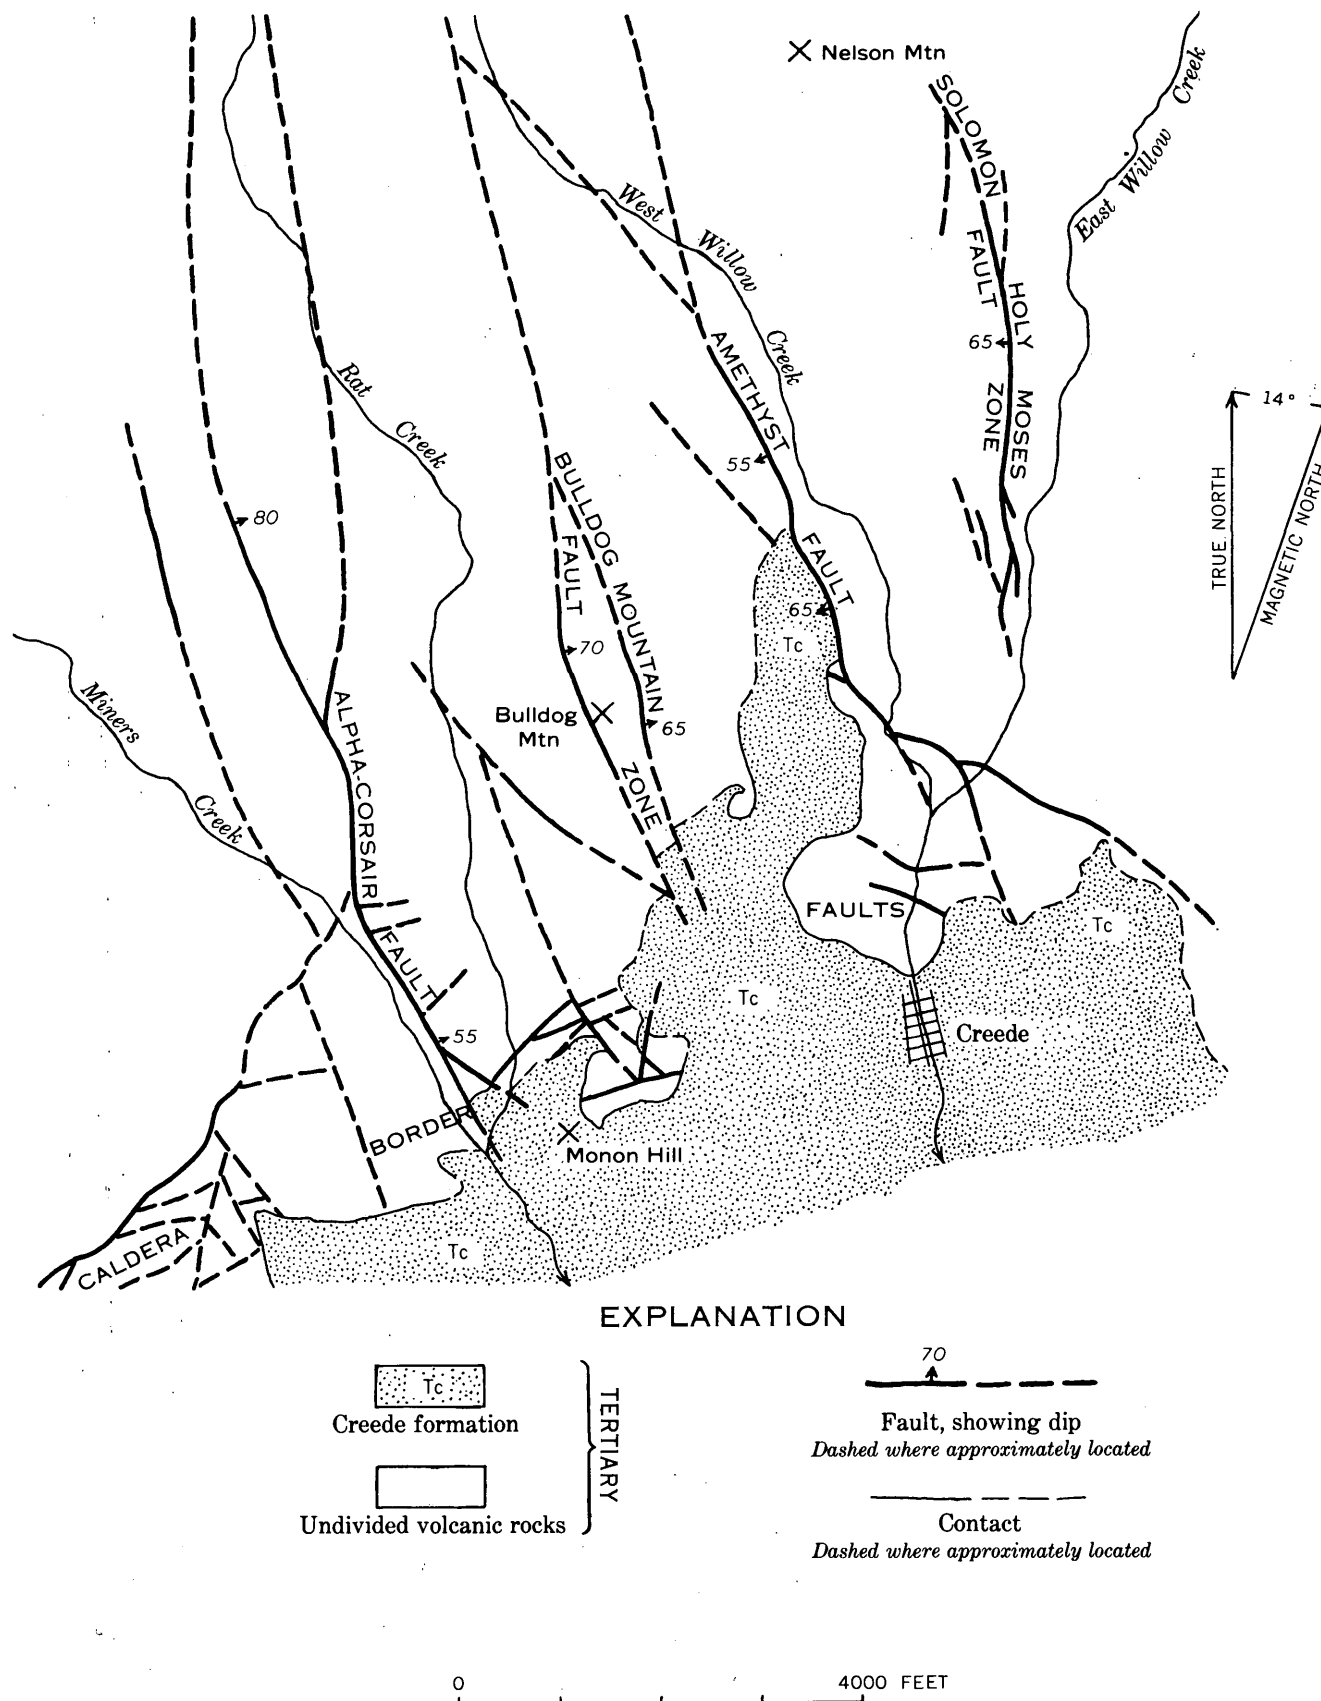 Nelson Mtn
SOLOMON
FAULT
East Willow Creek
West Willow Creek
HOLY MOSES
ZONE
65
AMETHYST
FAULT
55
65
14°
TRUE NORTH
MAGNETIC NORTH
Rat Creek
80
BULLDOG MOUNTAIN
FAULT
ZONE
70
65
Bulldog
Mtn
Tc
Miners Creek
ALPHA-CORSAIR
FAULT
55
FAULTS
Tc
Tc
Creede
BORDER
Monon Hill
CALDERA
Tc
EXPLANATION
Tc
Creede formation
Undivided volcanic rocks
TERTIARY
70
Fault, showing dip
Dashed where approximately located
Contact
Dashed where approximately located
0 4000 FEET